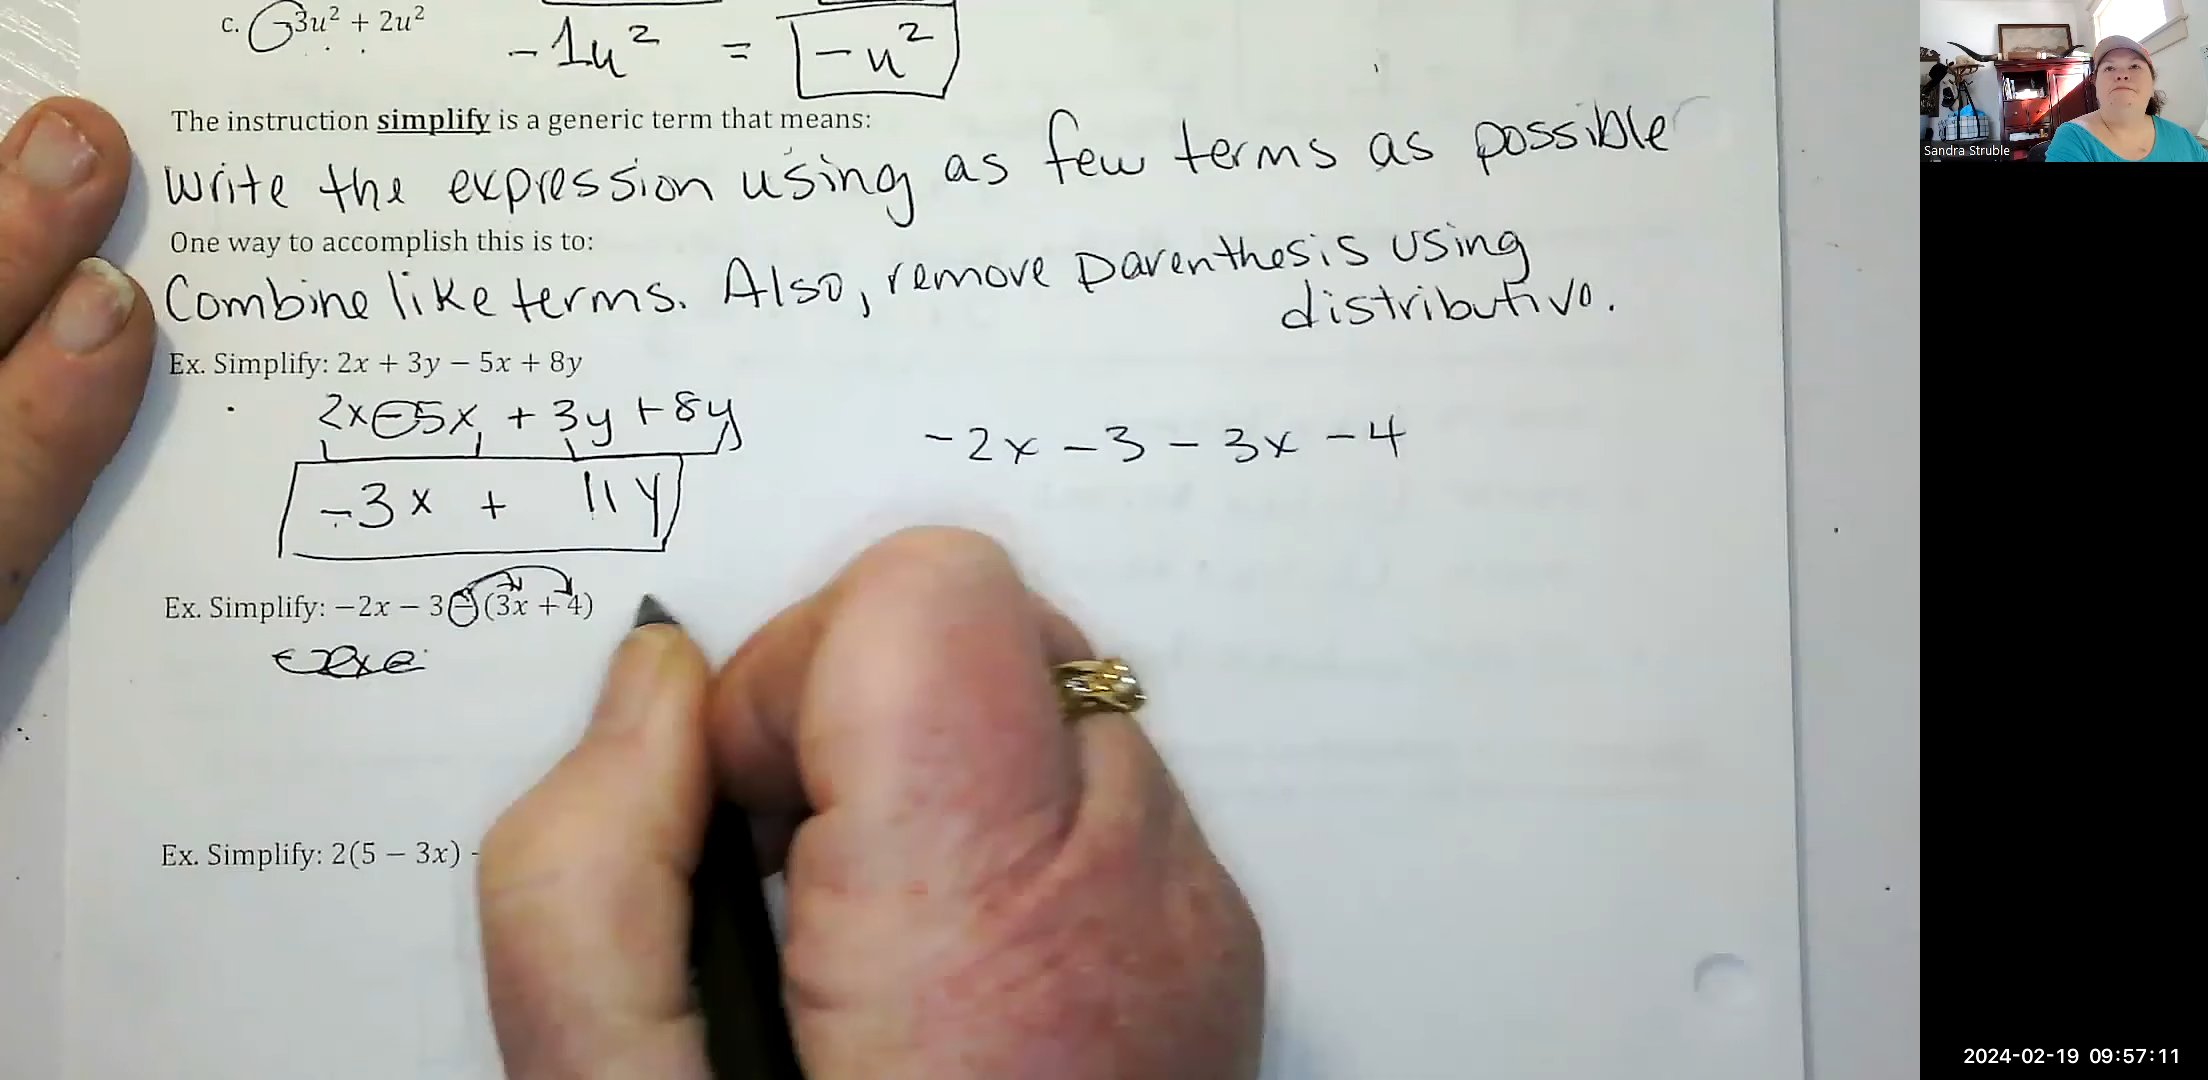 c. −3u² + 2u²
-1u² = -u²
The instruction simplify is a generic term that means:
Write the expression using as few terms as possible
One way to accomplish this is to:
Combine like terms. Also, remove parenthesis using
distributive.
Ex. Simplify: 2x + 3y − 5x + 8y
2x - 5x + 3y + 8y
-3x + 11y
-2x - 3 - 3x - 4
Ex. Simplify: −2x − 3 − (3x + 4)
Ex. Simplify: 2(5 − 3x)
Sandra Struble
2024-02-19 09:57:11